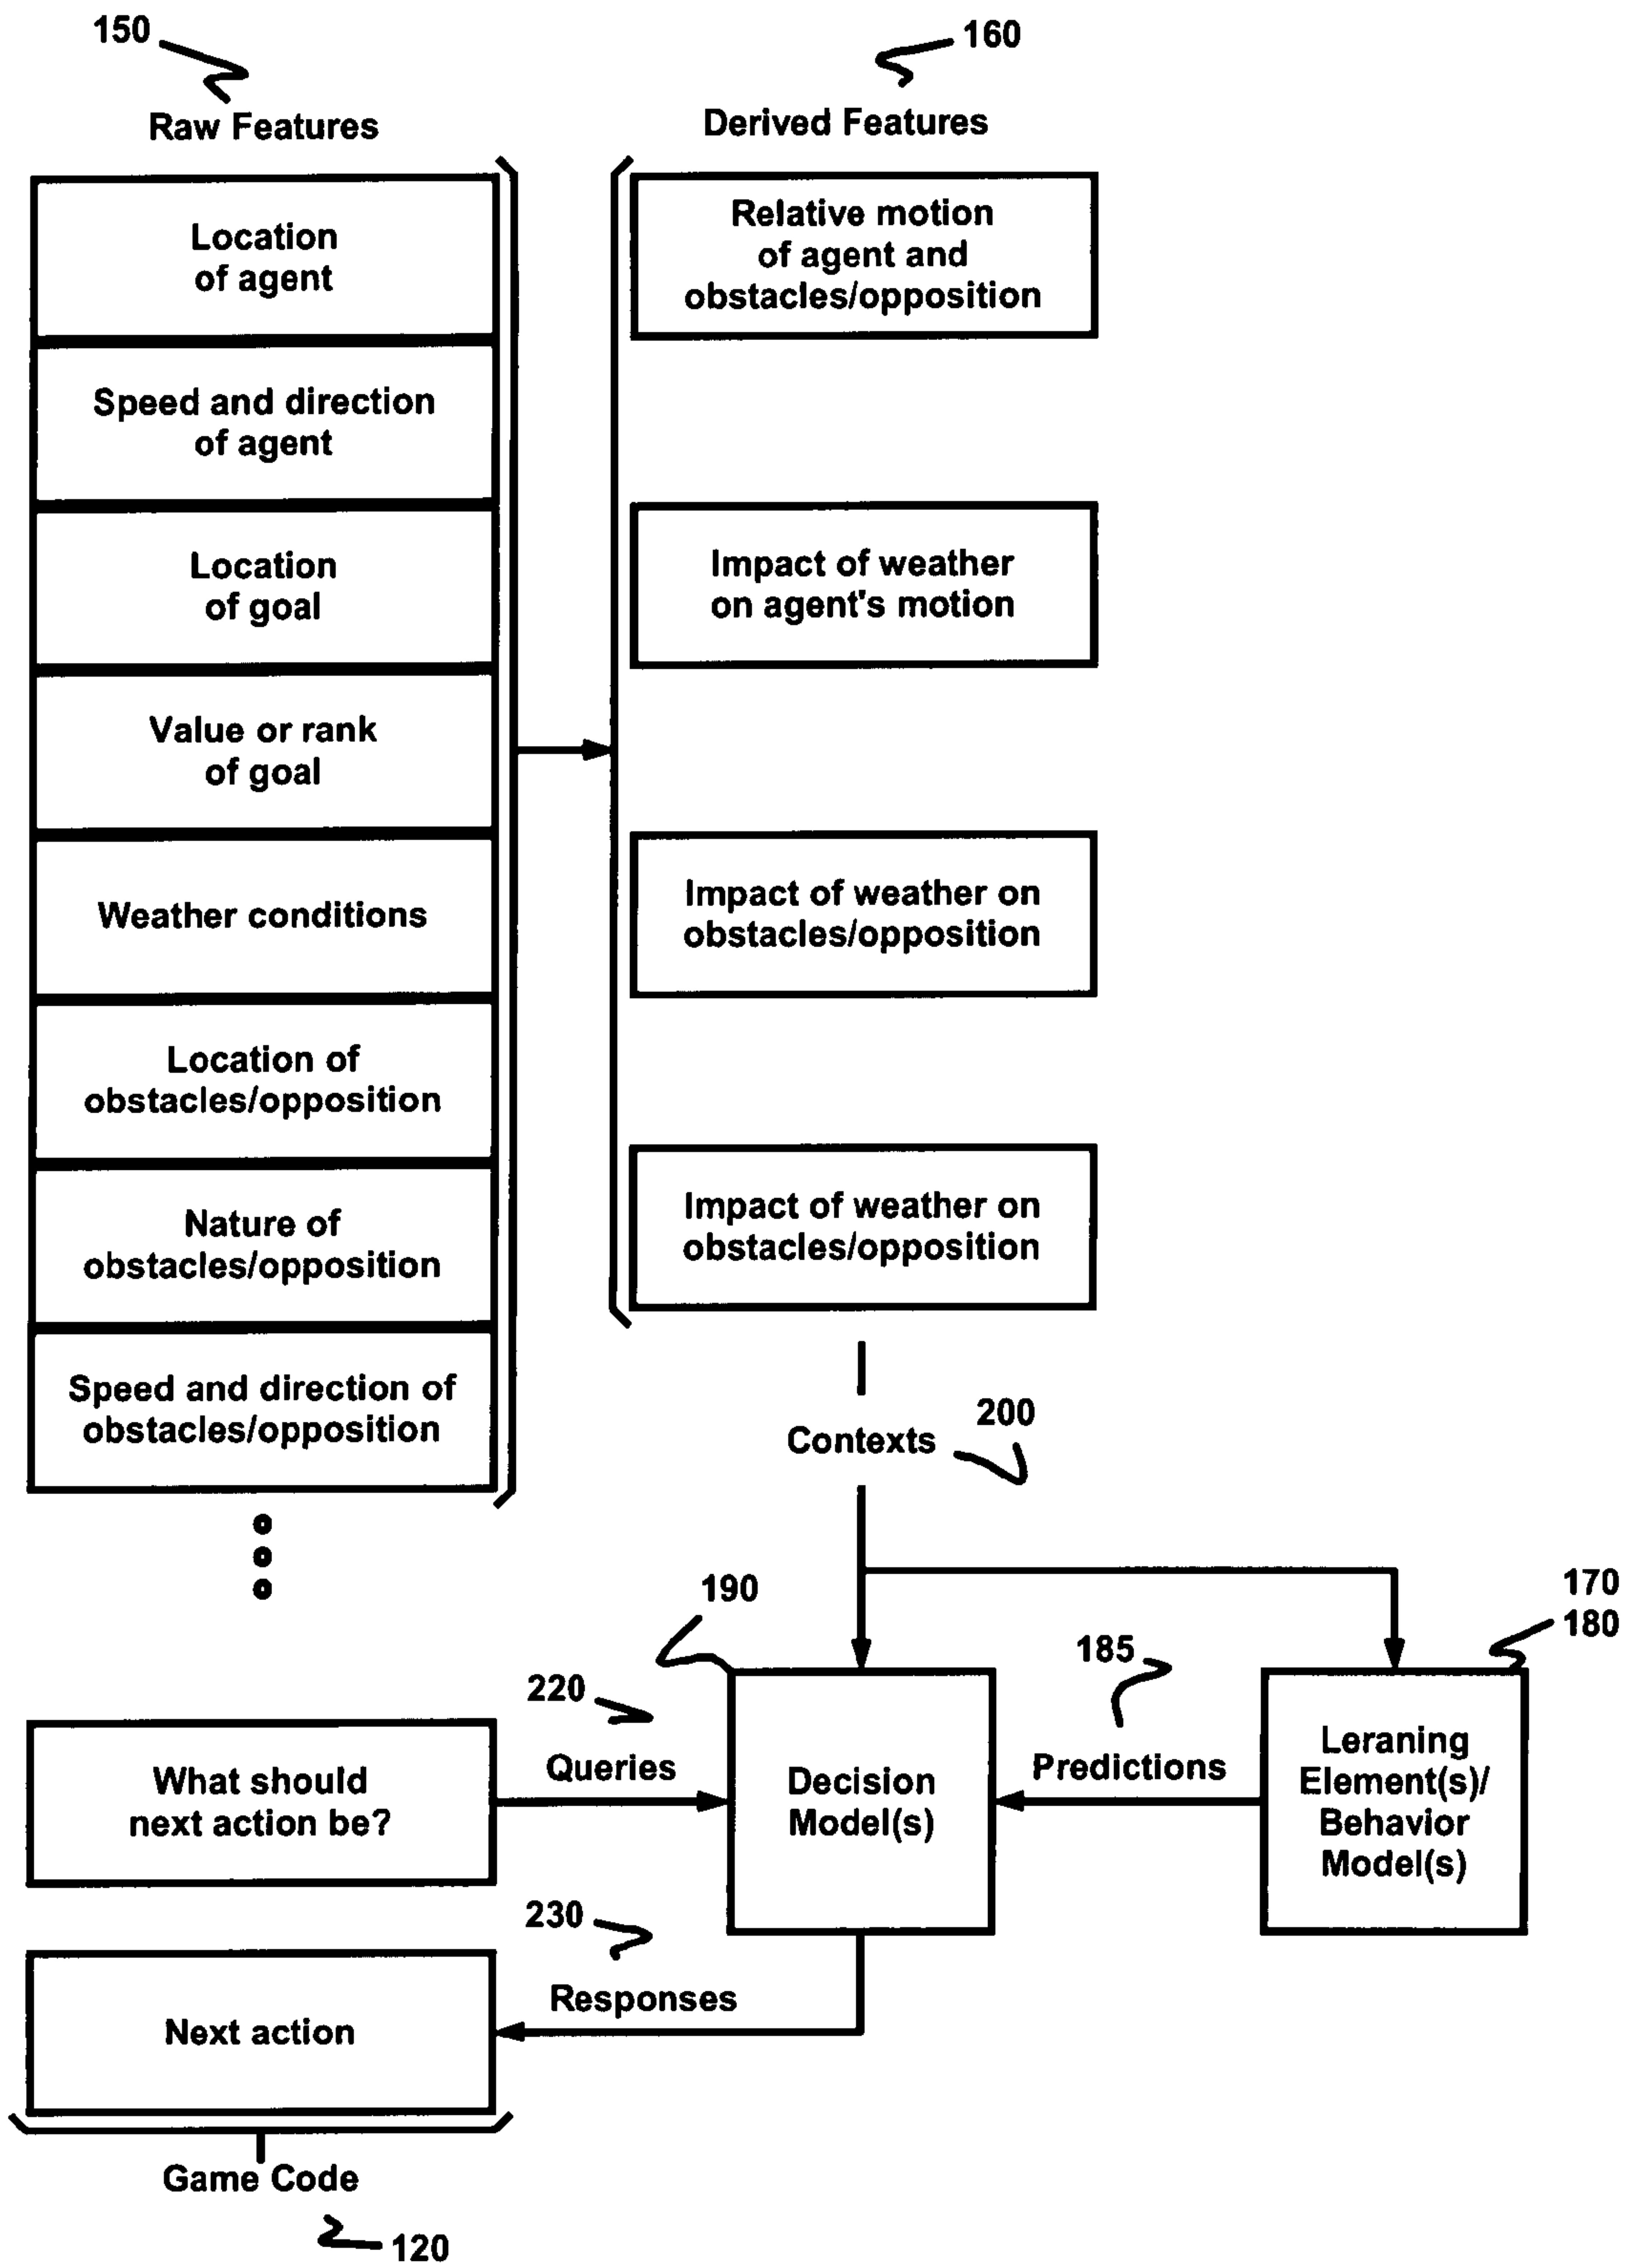 150
160
Raw Features
Derived Features
Location
of agent
Speed and direction
of agent
Location
of goal
Value or rank
of goal
Weather conditions
Location of
obstacles/opposition
Nature of
obstacles/opposition
Speed and direction of
obstacles/opposition
Relative motion
of agent and
obstacles/opposition
Impact of weather
on agent's motion
Impact of weather on
obstacles/opposition
Impact of weather on
obstacles/opposition
200
Contexts
190
170
180
185
220
What should
next action be?
Queries
Decision
Model(s)
Predictions
Leraning
Element(s)/
Behavior
Model(s)
230
Responses
Next action
Game Code
120